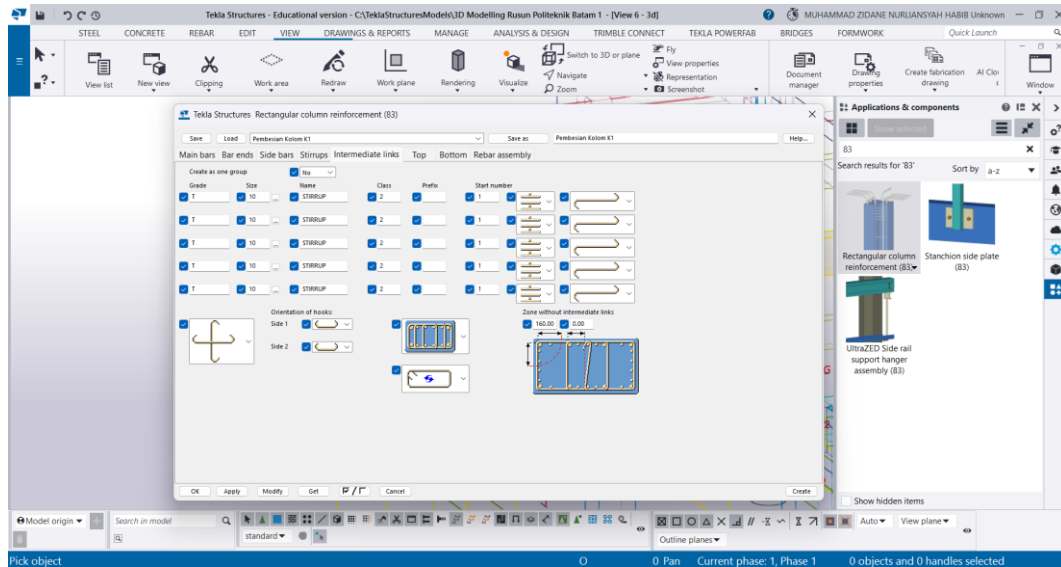 Tekla Structures - Educational version - C:\TeklaStructuresModels\3D Modelling Rusun Politeknik Batam 1 - [View 6 - 3d]
MUHAMMAD ZIDANE NURLIANSYAH HABIB Unknown
STEEL CONCRETE REBAR EDIT VIEW DRAWINGS & REPORTS MANAGE ANALYSIS & DESIGN TRIMBLE CONNECT TEKLA POWERFAB BRIDGES FORMWORK Quick Launch
View list
New view
Clipping
Work area
Redraw
Work plane
Rendering
Visualize
Switch to 3D or plane
Navigate
Zoom
Fly
View properties
Representation
Screenshot
Document manager
Drawing properties
Create fabrication drawing
AI Clou
Window
Tekla Structures Rectangular column reinforcement (83)
Save Load Pembesian Kolom K1 Save as Pembesian Kolom K1 Help...
Main bars Bar ends Side bars Stirrups Intermediate links Top Bottom Rebar assembly
Create as one group No
Grade Size Name Class Prefix Start number
T 10 ... STIRRUP 2 1
T 10 ... STIRRUP 2 1
T 10 ... STIRRUP 2 1
T 10 ... STIRRUP 2 1
T 10 ... STIRRUP 2 1
Orientation of hooks:
Side 1
Side 2
Zone without intermediate links
160.00 0.00
OK Apply Modify Get Cancel Create
Applications & components
Show selected
83
Search results for '83'
Sort by a-z
Rectangular column reinforcement (83)
Stanchion side plate (83)
UltraZED Side rail support hanger assembly (83)
Show hidden items
Model origin
Search in model
standard
Auto
View plane
Outline planes
Pick object
O 0 Pan Current phase: 1, Phase 1 0 objects and 0 handles selected